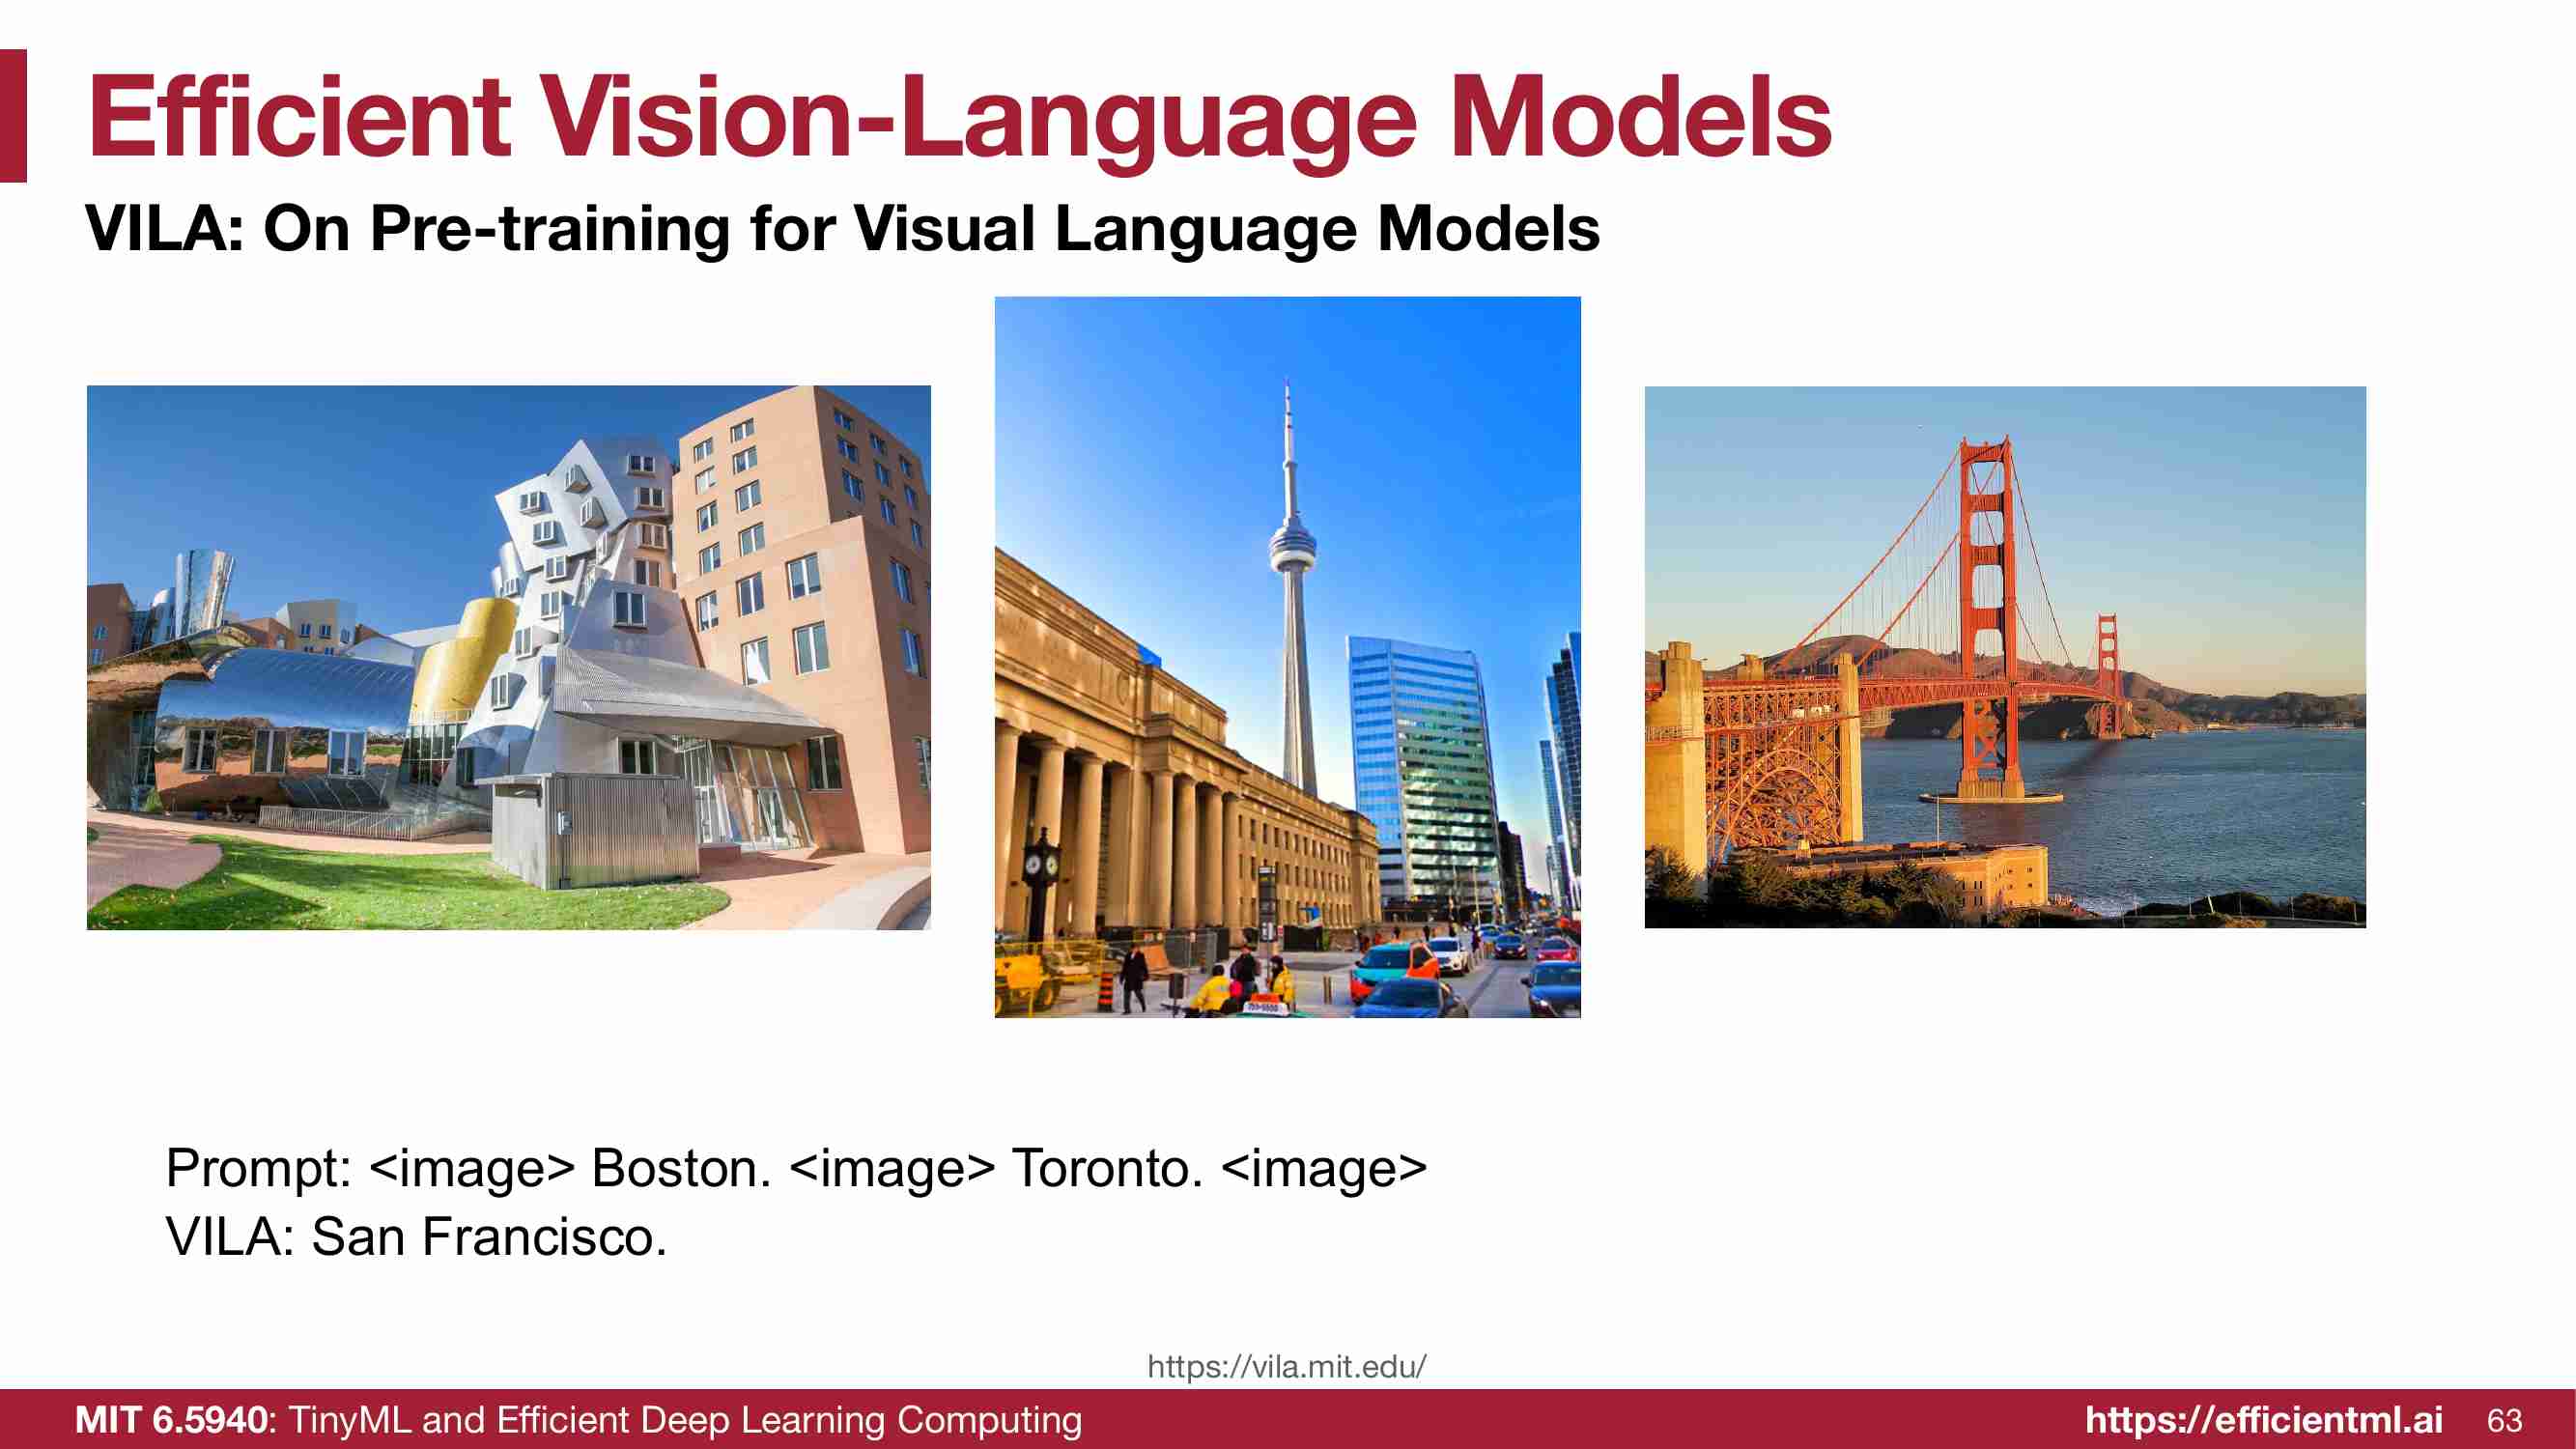 Efficient Vision-Language Models
VILA: On Pre-training for Visual Language Models
Prompt: <image> Boston. <image> Toronto. <image>
VILA: San Francisco.
https://vila.mit.edu/
MIT 6.5940: TinyML and Efficient Deep Learning Computing
https://efficientml.ai
63